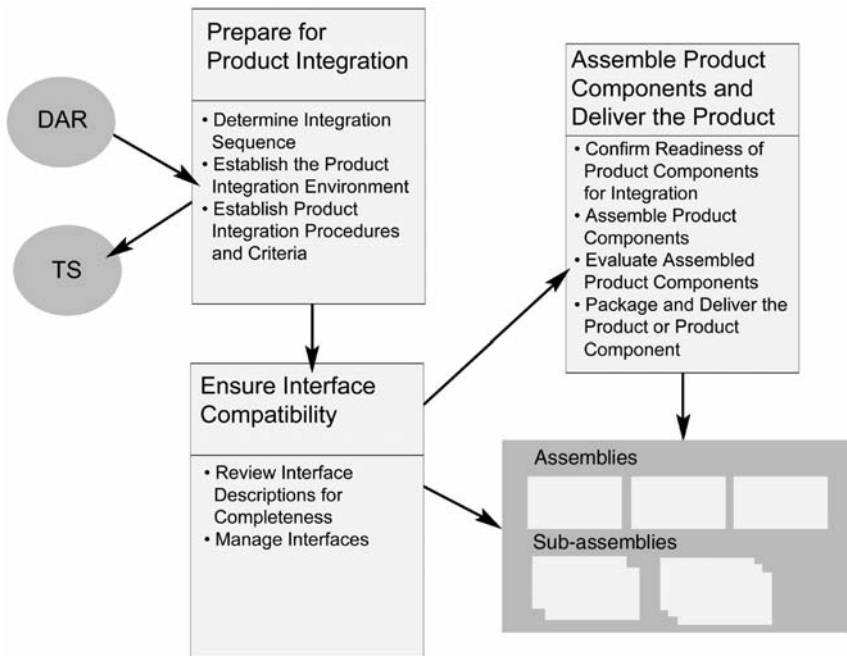 DAR
TS
Prepare for
Product Integration
• Determine Integration
Sequence
• Establish the Product
Integration Environment
• Establish Product
Integration Procedures
and Criteria
Ensure Interface
Compatibility
• Review Interface
Descriptions for
Completeness
• Manage Interfaces
Assemble Product
Components and
Deliver the Product
• Confirm Readiness of
Product Components
for Integration
• Assemble Product
Components
• Evaluate Assembled
Product Components
• Package and Deliver the
Product or Product
Component
Assemblies
Sub-assemblies